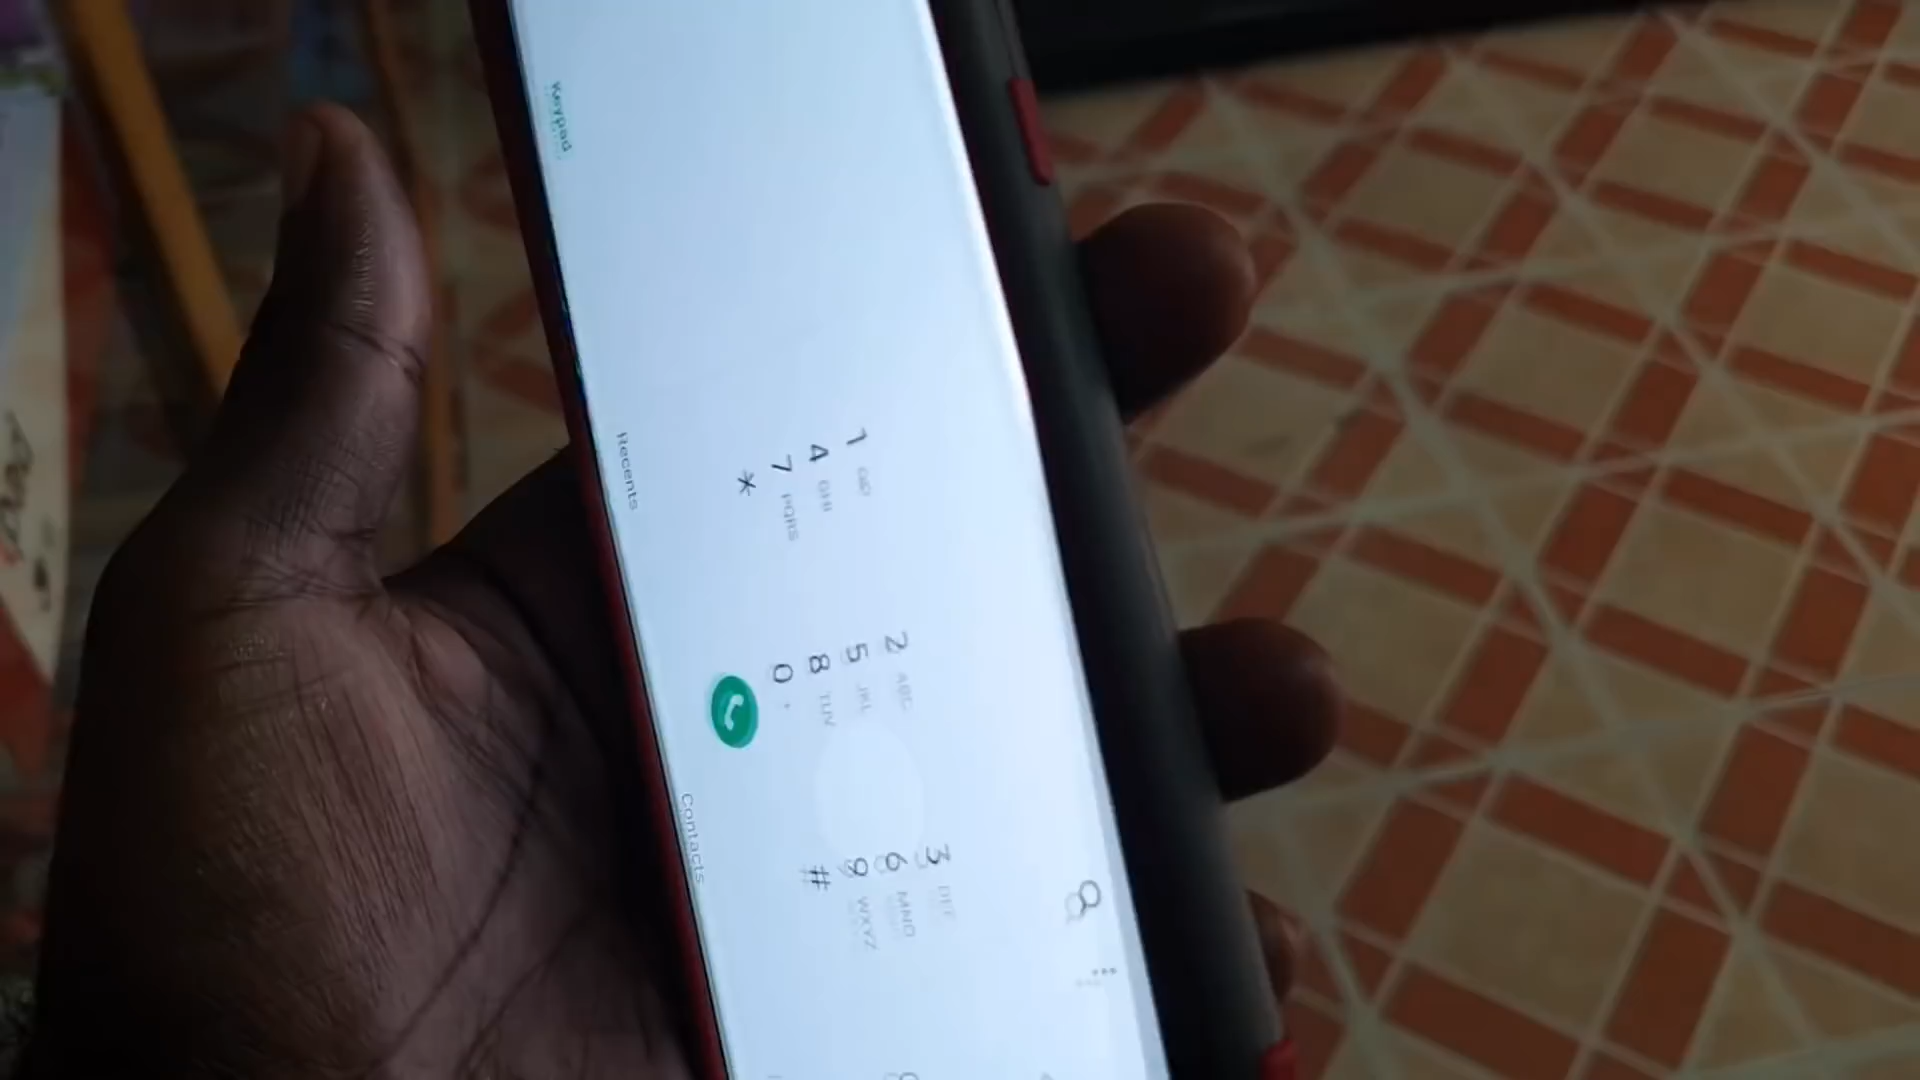 1
2 ABC
3 DEF
4 GHI
5 JKL
6 MNO
7 PQRS
8 TUV
9 WXYZ
*
0 +
#
Keypad
Recents
Contacts